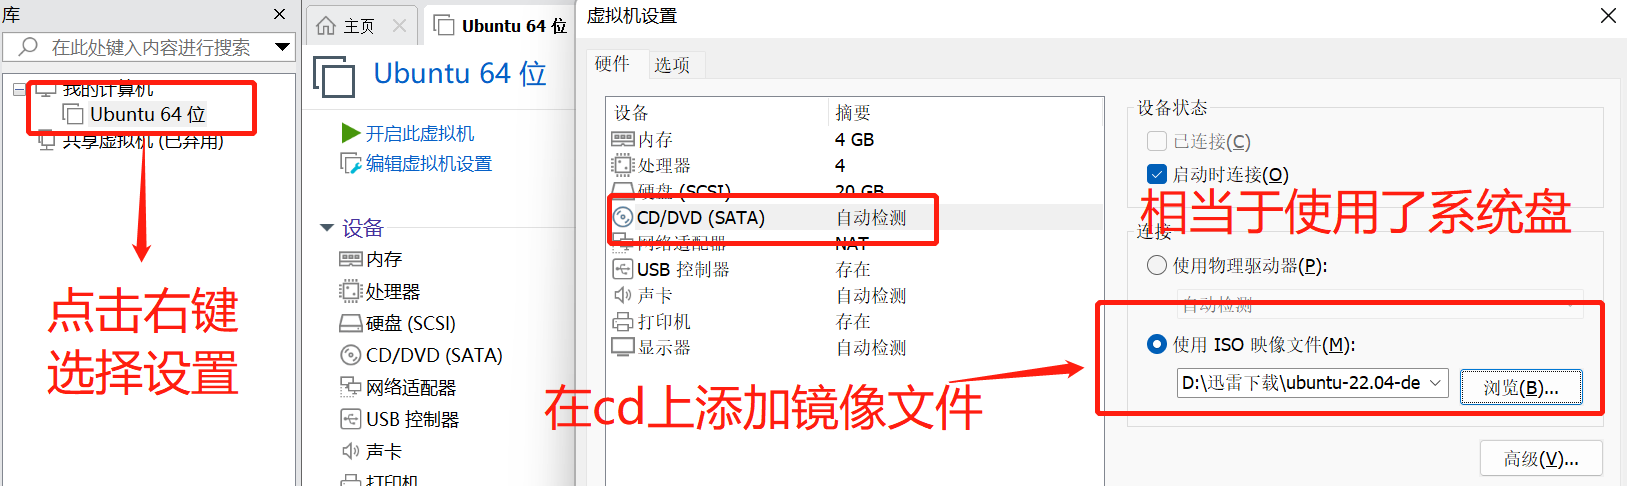 库
在此处键入内容进行搜索
我的计算机
Ubuntu 64 位
共享虚拟机 (已弃用)
点击右键
选择设置
主页
Ubuntu 64 位
Ubuntu 64 位
开启此虚拟机
编辑虚拟机设置
设备
内存
处理器
硬盘 (SCSI)
CD/DVD (SATA)
网络适配器
USB 控制器
声卡
打印机
虚拟机设置
硬件 选项
设备 摘要
内存 4 GB
处理器 4
硬盘 (SCSI) 20 GB
CD/DVD (SATA) 自动检测
网络适配器 NAT
USB 控制器 存在
声卡 自动检测
打印机 存在
显示器 自动检测
在cd上添加镜像文件
设备状态
已连接(C)
启动时连接(O)
相当于使用了系统盘
连接
使用物理驱动器(P):
自动检测
使用 ISO 映像文件(M):
D:\迅雷下载\ubuntu-22.04-de
浏览(B)...
高级(V)...